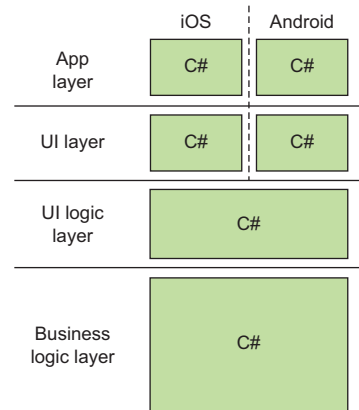 iOS Android
App
layer
C# C#
UI layer
C# C#
UI logic
layer
C#
Business
logic layer
C#